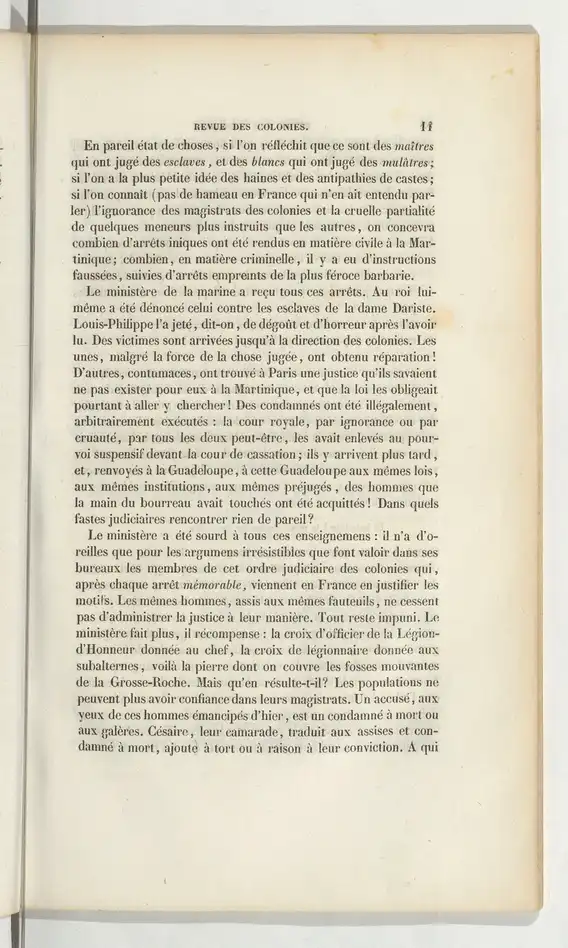 REVUE DES COLONIES. 11
En pareil état de choses, si l'on réfléchit que ce sont des maîtres
qui ont jugé des esclaves, et des blancs qui ont jugé des mulâtres;
si l'on a la plus petite idée des haines et des antipathies de castes;
si l'on connaît (pas de hameau en France qui n'en ait entendu par-
ler) l'ignorance des magistrats des colonies et la cruelle partialité
de quelques meneurs plus instruits que les autres, on concevra
combien d'arrêts iniques ont été rendus en matière civile à la Mar-
tinique; combien, en matière criminelle, il y a eu d'instructions
faussées, suivies d'arrêts empreints de la plus féroce barbarie.
Le ministère de la marine a reçu tous ces arrêts. Au roi lui-
même a été dénoncé celui contre les esclaves de la dame Dariste.
Louis-Philippe l'a jeté, dit-on, de dégoût et d'horreur après l'avoir
lu. Des victimes sont arrivées jusqu'à la direction des colonies. Les
unes, malgré la force de la chose jugée, ont obtenu réparation!
D'autres, contumaces, ont trouvé à Paris une justice qu'ils savaient
ne pas exister pour eux à la Martinique, et que la loi les obligeait
pourtant à aller y chercher! Des condamnés ont été illégalement,
arbitrairement exécutés : la cour royale, par ignorance ou par
cruauté, par tous les deux peut-être, les avait enlevés au pour-
voi suspensif devant la cour de cassation; ils y arrivent plus tard,
et, renvoyés à la Guadeloupe, à cette Guadeloupe aux mêmes lois,
aux mêmes institutions, aux mêmes préjugés, des hommes que
la main du bourreau avait touchés ont été acquittés! Dans quels
fastes judiciaires rencontrer rien de pareil?
Le ministère a été sourd à tous ces enseignemens : il n'a d'o-
reilles que pour les argumens irrésistibles que font valoir dans ses
bureaux les membres de cet ordre judiciaire des colonies qui,
après chaque arrêt mémorable, viennent en France en justifier les
motifs. Les mêmes hommes, assis aux mêmes fauteuils, ne cessent
pas d'administrer la justice à leur manière. Tout reste impuni. Le
ministère fait plus, il récompense : la croix d'officier de la Légion-
d'Honneur donnée au chef, la croix de légionnaire donnée aux
subalternes, voilà la pierre dont on couvre les fosses mouvantes
de la Grosse-Roche. Mais qu'en résulte-t-il? Les populations ne
peuvent plus avoir confiance dans leurs magistrats. Un accusé, aux
yeux de ces hommes émancipés d'hier, est un condamné à mort ou
aux galères. Césaire, leur camarade, traduit aux assises et con-
damné à mort, ajoute à tort ou à raison à leur conviction. A qui